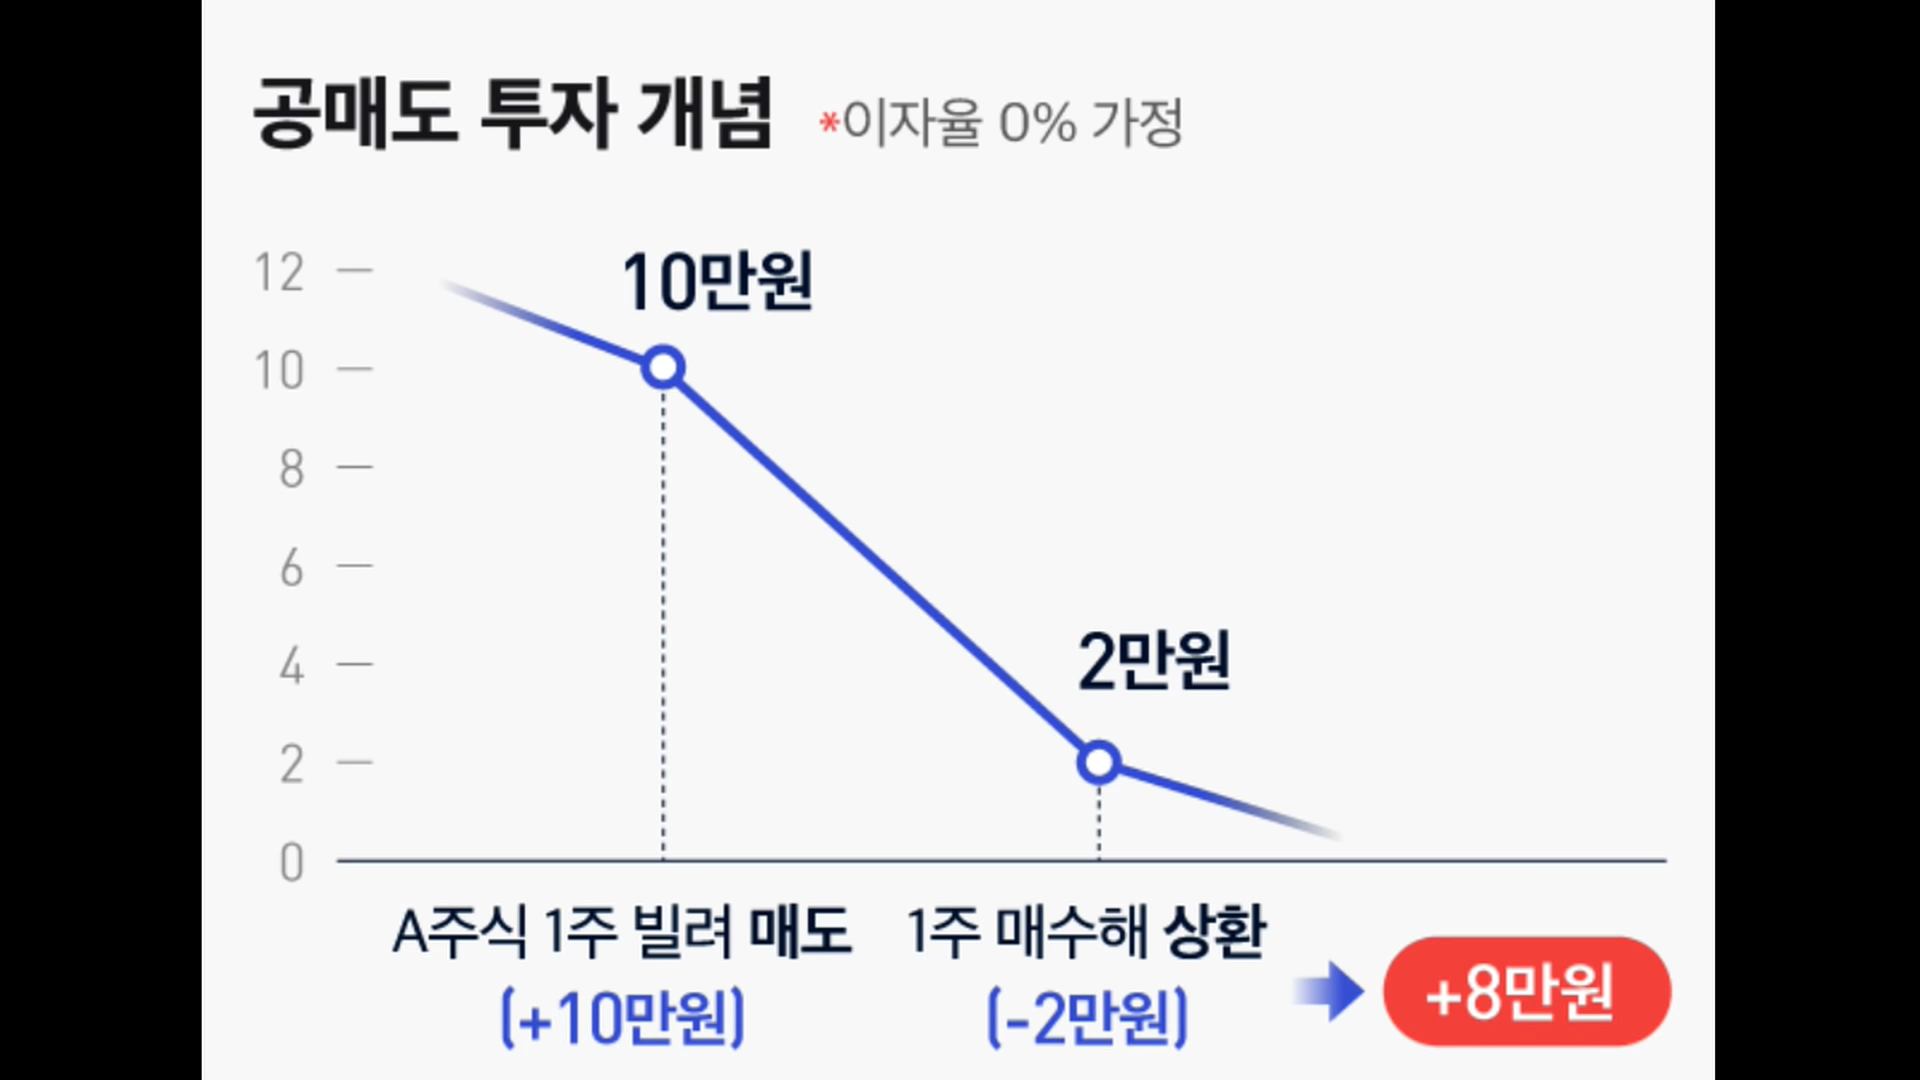 공매도 투자 개념 *이자율 0% 가정
12
10만원
10
8
6
4
2만원
2
0
A주식 1주 빌려 매도
(+10만원)
1주 매수해 상환
(-2만원)
+8만원